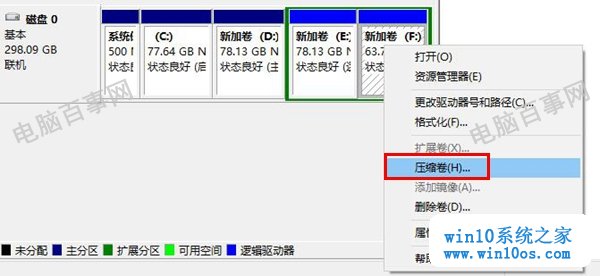 磁盘 0
基本
298.09 GB
联机
系统保
500 N
状态
(C:)
77.64 GB N
状态良好 (启
新加卷 (D:)
78.13 GB N
状态良好 (主
新加卷 (E:)
78.13 GB N
状态良好 (逻
新加卷 (F:)
63.7
状态良好
打开(O)
资源管理器(E)
更改驱动器号和路径(C)...
格式化(F)...
扩展卷(X)...
压缩卷(H)...
添加镜像(A)...
删除卷(D)...
属性
帮助
未分配 主分区 扩展分区 可用空间 逻辑驱动器
电脑百事网
电脑百事网
win10系统之家
www.win10os.com